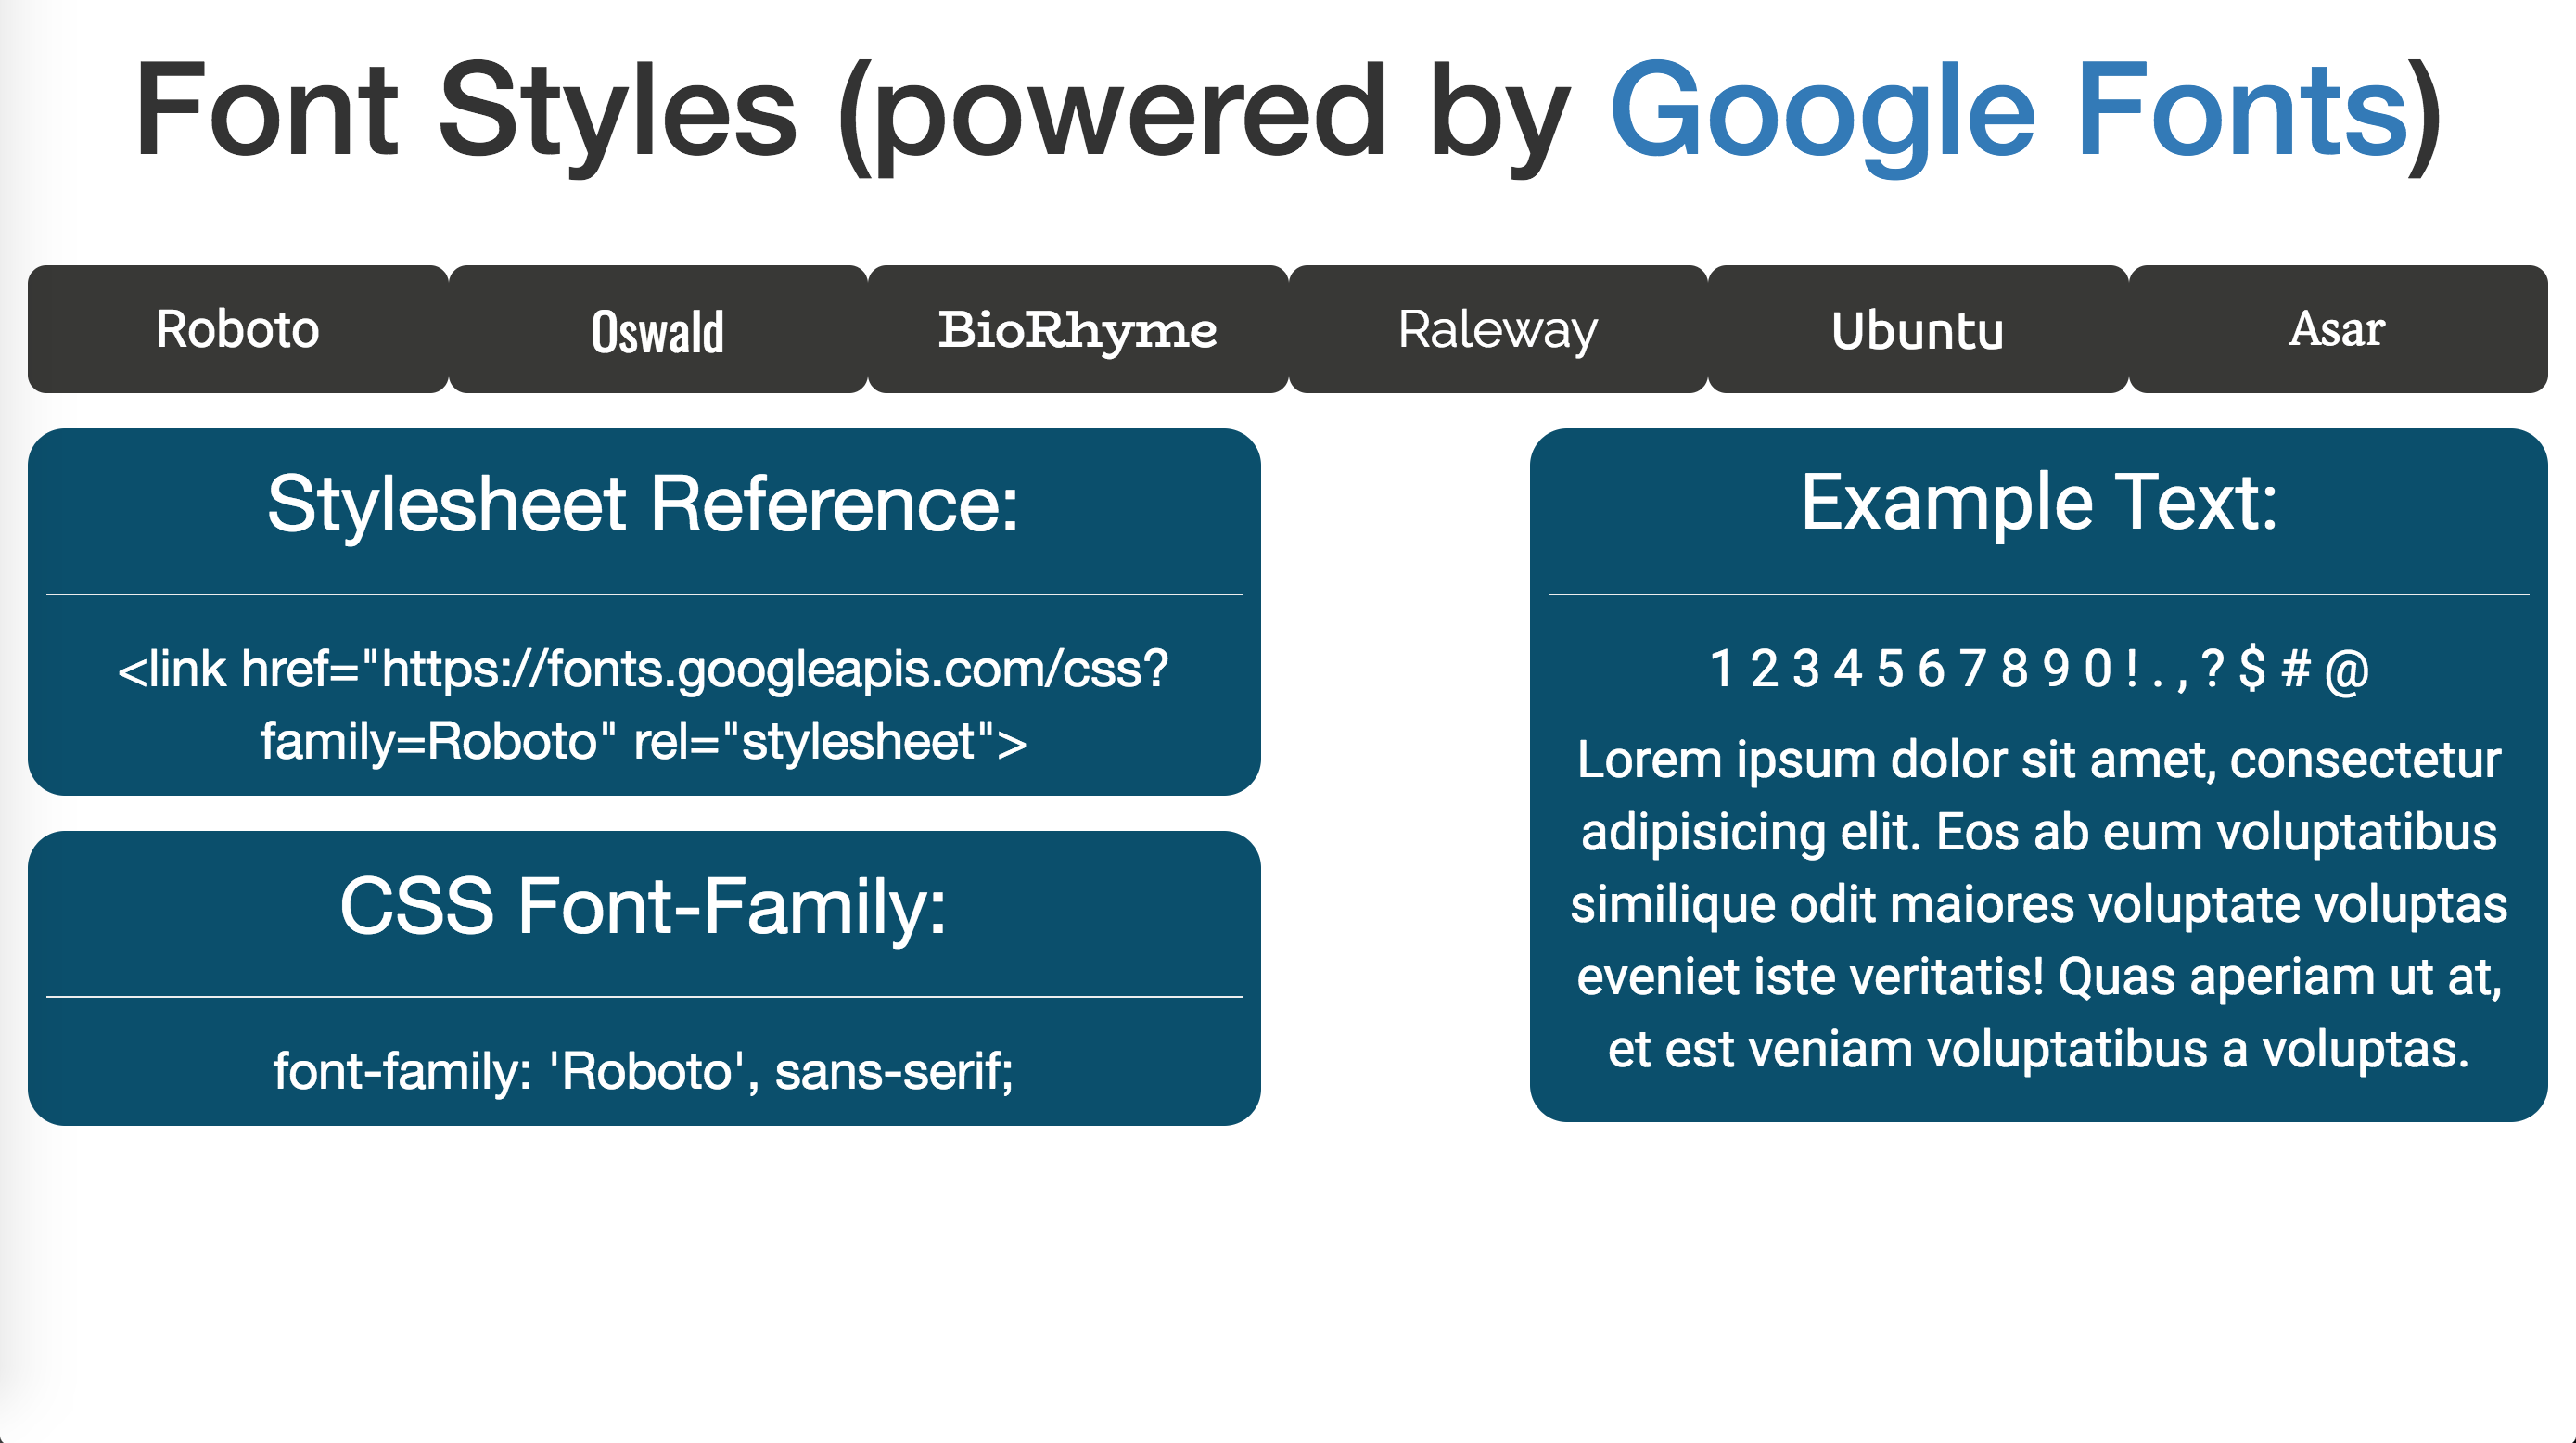 Font Styles (powered by Google Fonts)
Roboto Oswald BioRhyme Raleway Ubuntu Asar
Stylesheet Reference:
<link href="https://fonts.googleapis.com/css?
family=Roboto" rel="stylesheet">
CSS Font-Family:
font-family: 'Roboto', sans-serif;
Example Text:
1 2 3 4 5 6 7 8 9 0 ! . , ? $ # @
Lorem ipsum dolor sit amet, consectetur
adipisicing elit. Eos ab eum voluptatibus
similique odit maiores voluptate voluptas
eveniet iste veritatis! Quas aperiam ut at,
et est veniam voluptatibus a voluptas.